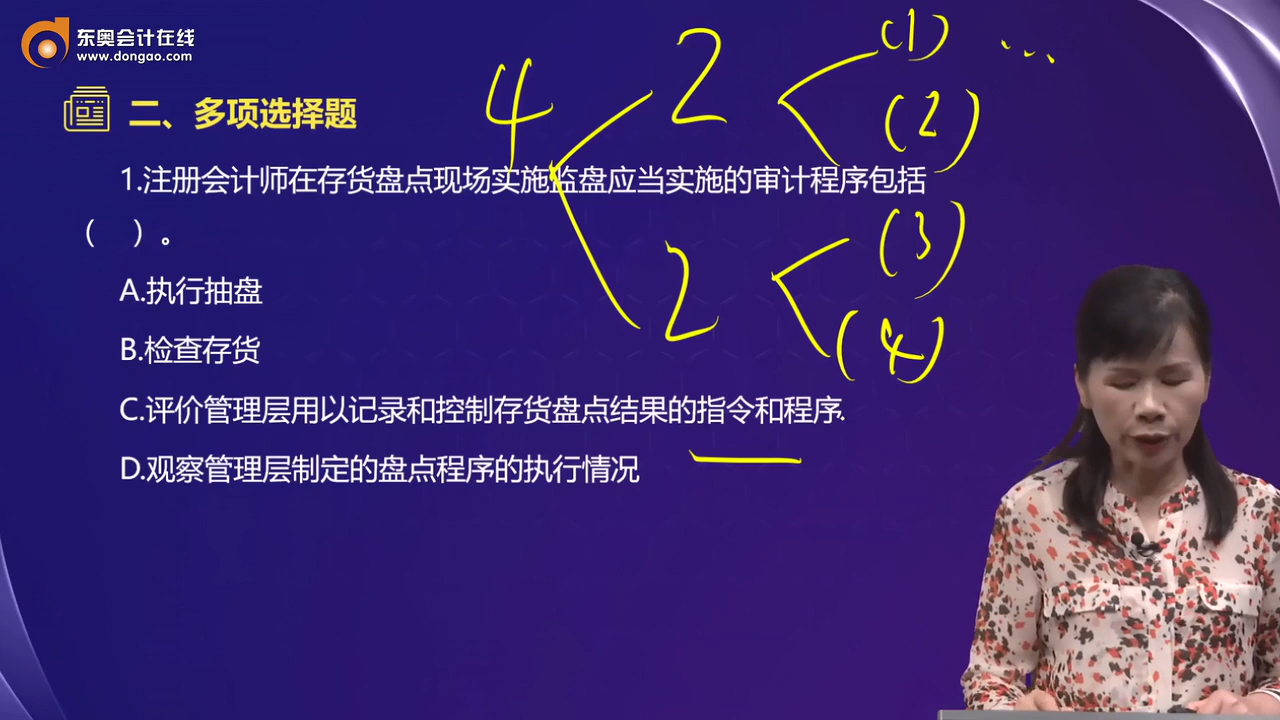 东奥会计在线
www.dongao.com
二、多项选择题
4 2 (1) ...
(2)
1.注册会计师在存货盘点现场实施监盘应当实施的审计程序包括
（ ）。
2 (3)
(4)
A.执行抽盘
B.检查存货
C.评价管理层用以记录和控制存货盘点结果的指令和程序.
D.观察管理层制定的盘点程序的执行情况